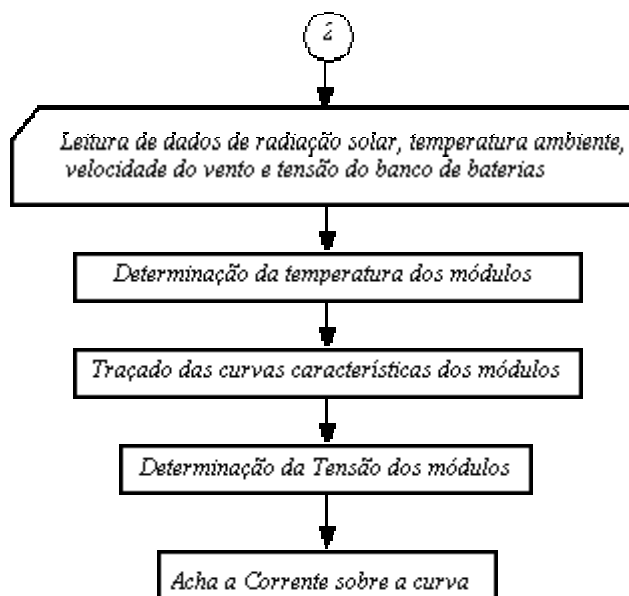 2
Leitura de dados de radiação solar, temperatura ambiente,
velocidade do vento e tensão do banco de baterias
Determinação da temperatura dos módulos
Traçado das curvas características dos módulos
Determinação da Tensão dos módulos
Acha a Corrente sobre a curva